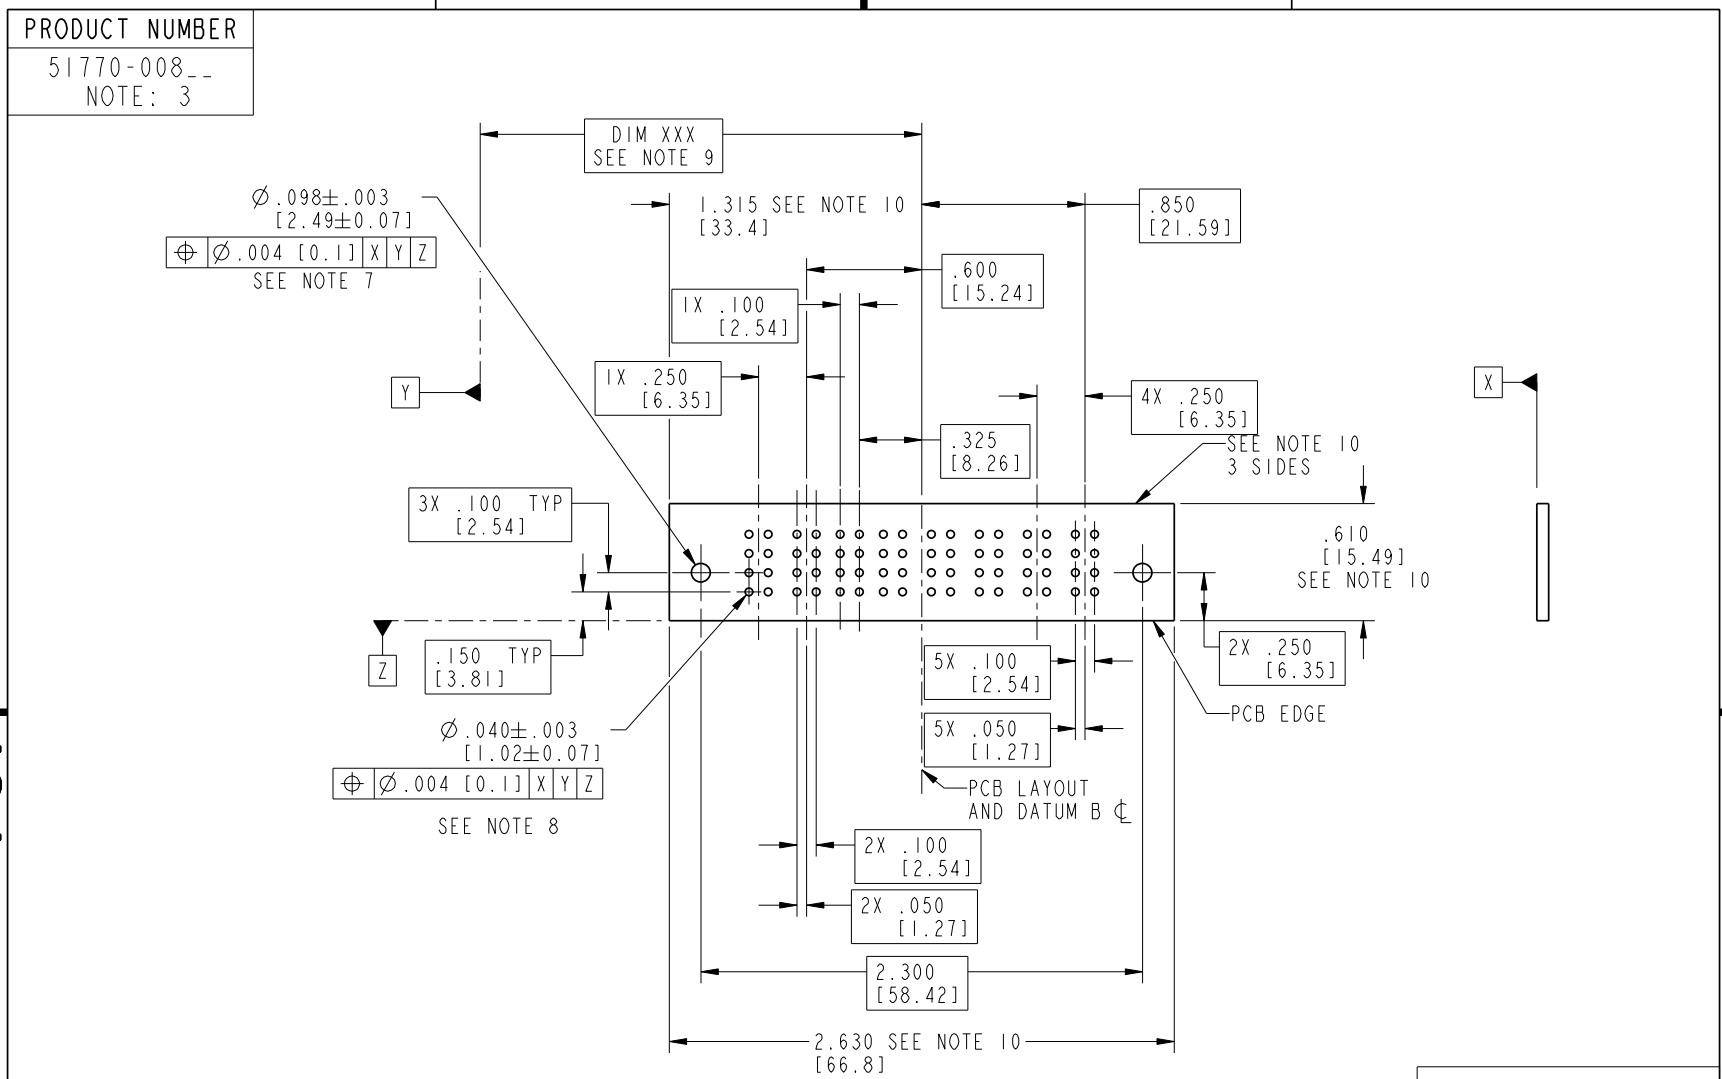 PRODUCT NUMBER
51770-008__
NOTE: 3
DIM XXX
SEE NOTE 9
Ø.098±.003
[2.49±0.07]
⌖ Ø.004 [0.1] X Y Z
SEE NOTE 7
1.315 SEE NOTE 10
[33.4]
.850
[21.59]
.600
[15.24]
1X .100
[2.54]
1X .250
[6.35]
Y
X
4X .250
[6.35]
.325
[8.26]
SEE NOTE 10
3 SIDES
3X .100 TYP
[2.54]
.610
[15.49]
SEE NOTE 10
Z
.150 TYP
[3.81]
5X .100
[2.54]
2X .250
[6.35]
PCB EDGE
Ø.040±.003
[1.02±0.07]
⌖ Ø.004 [0.1] X Y Z
SEE NOTE 8
5X .050
[1.27]
PCB LAYOUT
AND DATUM B ℄
2X .100
[2.54]
2X .050
[1.27]
2.300
[58.42]
2.630 SEE NOTE 10
[66.8]